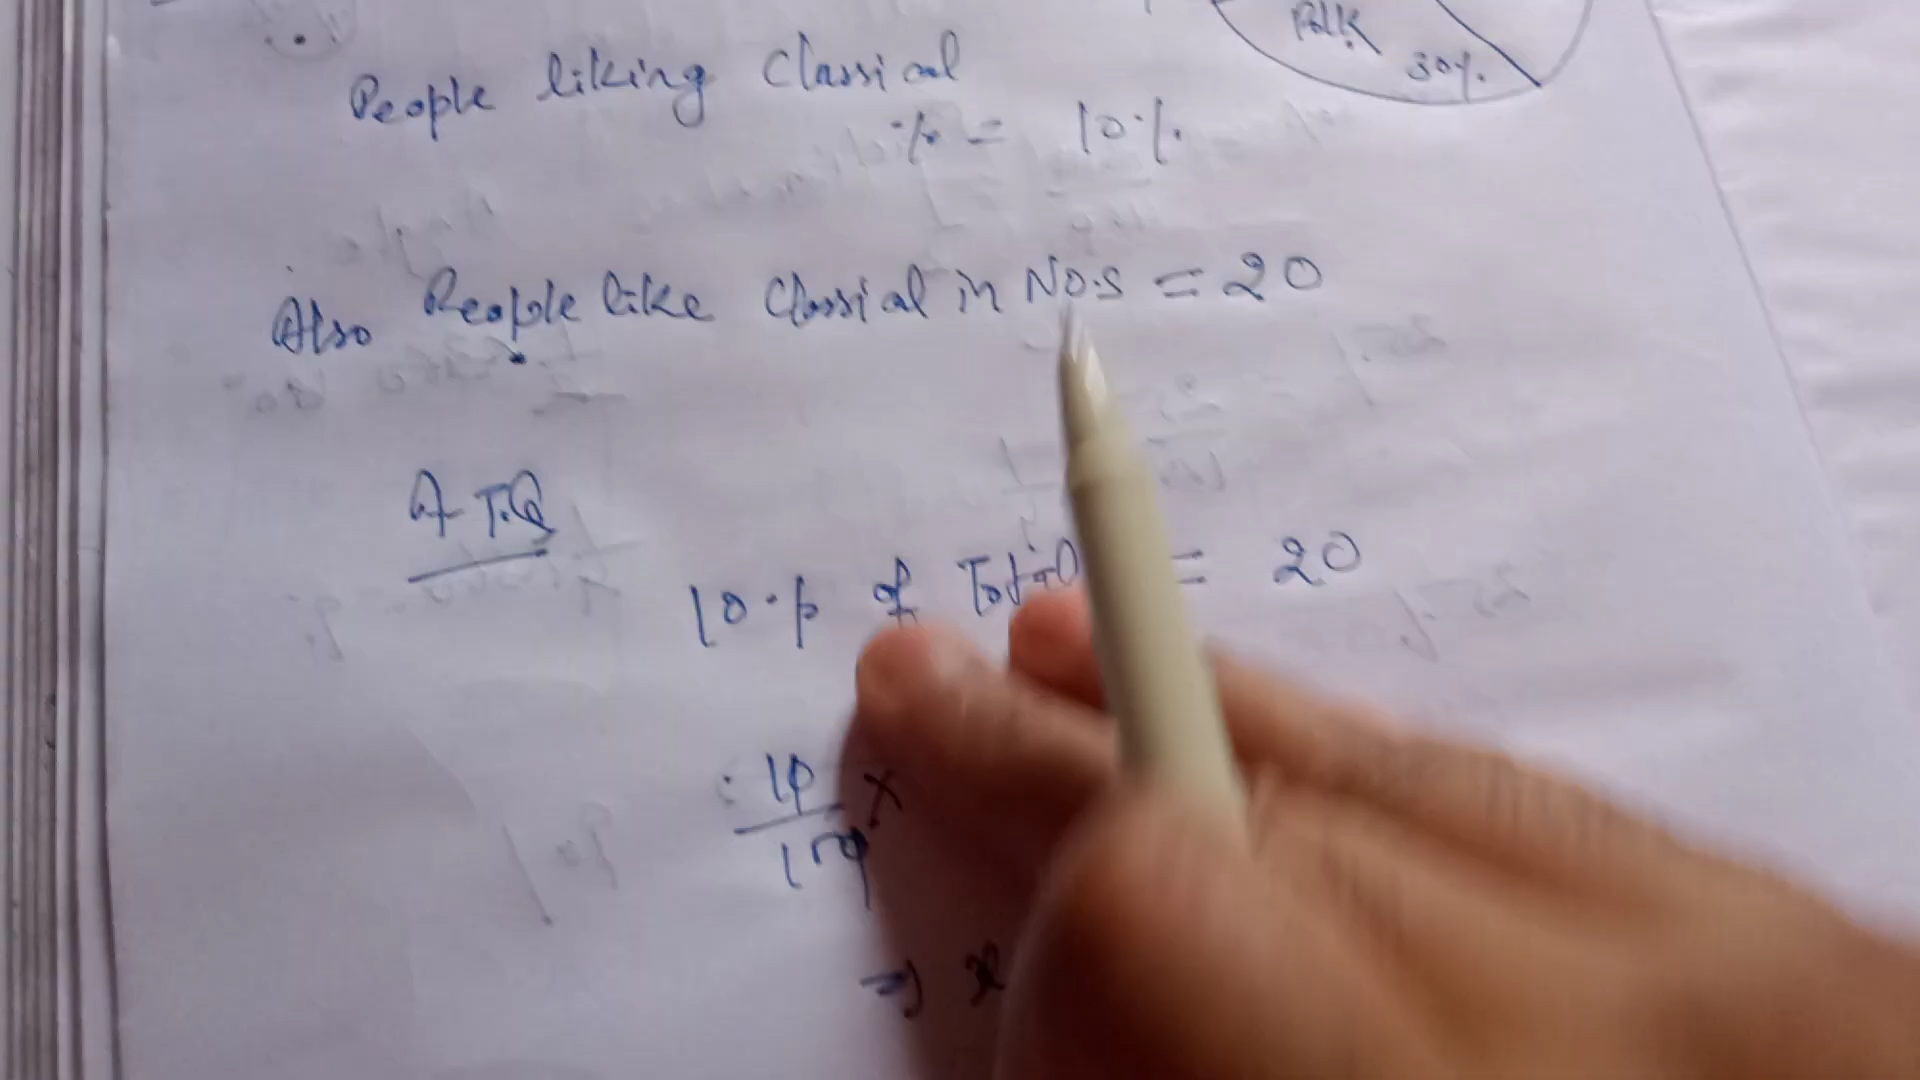 Folk
30%
People liking Classical
% = 10%
Also People like Classical in No.s = 20
A T.Q
10% of Total = 20
10
100 x
=> x